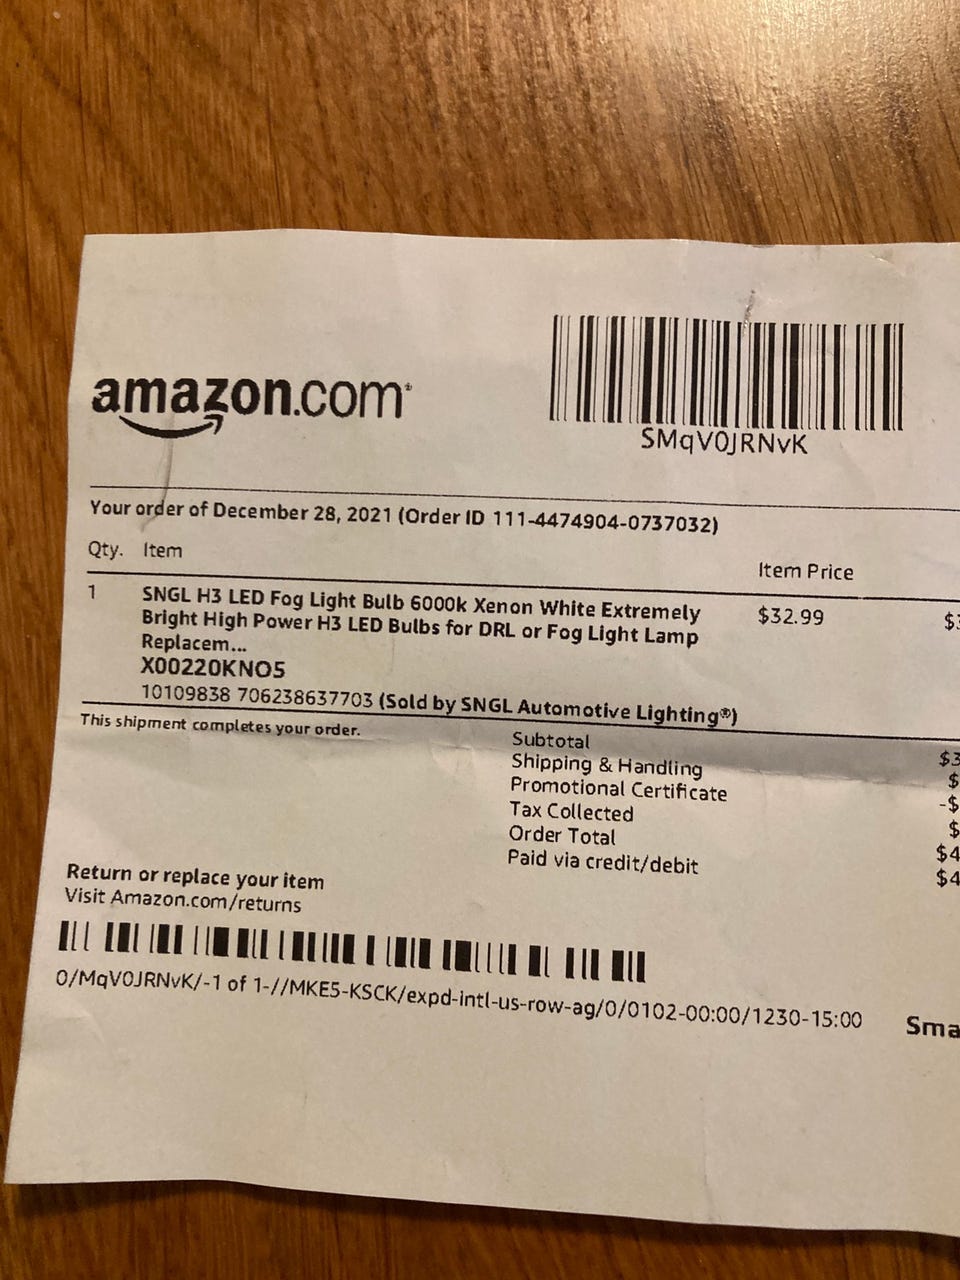 amazon.com
SMqV0JRNvK
Your order of December 28, 2021 (Order ID 111-4474904-0737032)
Qty. Item Item Price
1 SNGL H3 LED Fog Light Bulb 6000k Xenon White Extremely $32.99 $3
Bright High Power H3 LED Bulbs for DRL or Fog Light Lamp
Replacem...
X00220KNO5
10109838 706238637703 (Sold by SNGL Automotive Lighting®)
This shipment completes your order.
Subtotal $3
Shipping & Handling $
Promotional Certificate -$
Tax Collected $
Order Total $4
Paid via credit/debit $4
Return or replace your item
Visit Amazon.com/returns
0/MqV0JRNvK/-1 of 1-//MKE5-KSCK/expd-intl-us-row-ag/0/0102-00:00/1230-15:00
Sma